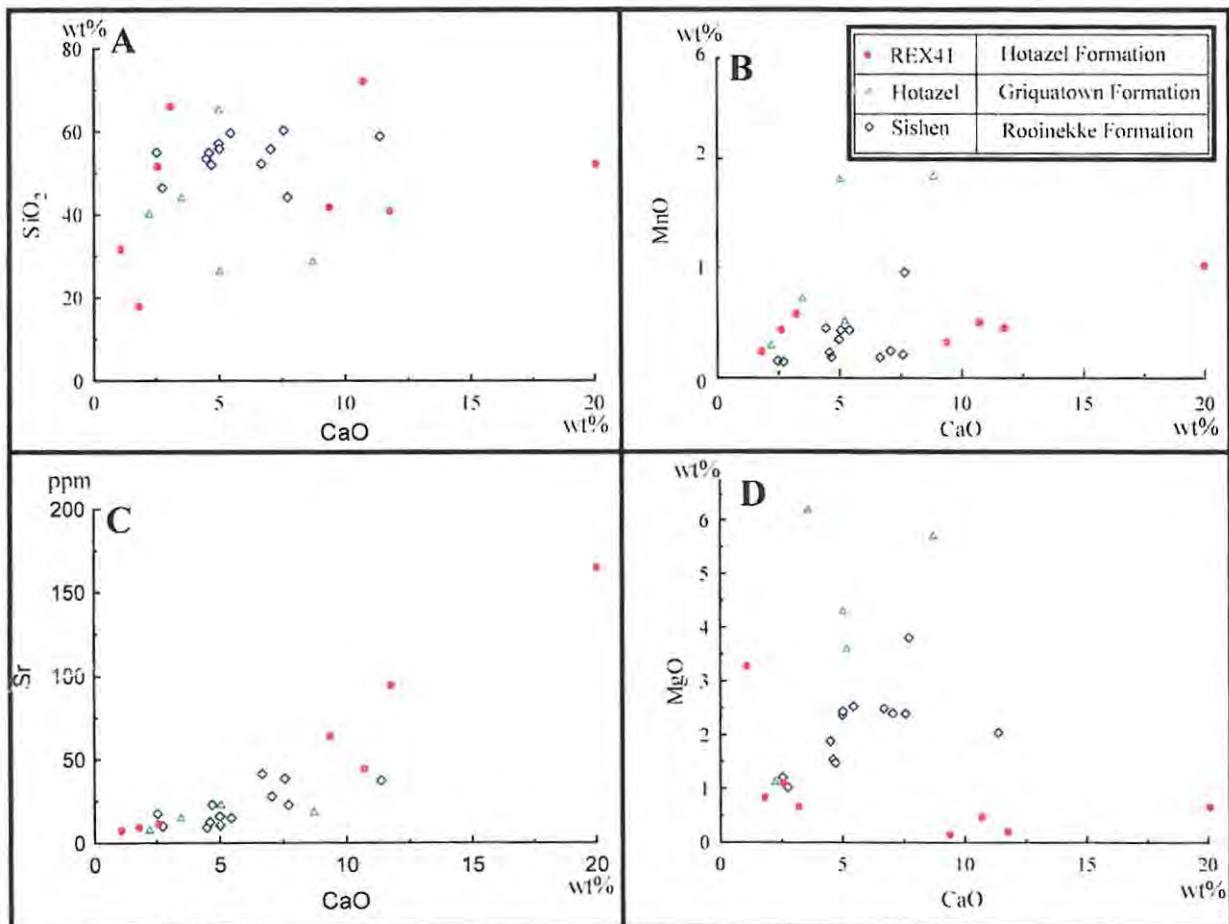 wt%
A
80
60
40
20
0
SiO2
0 5 10 15 20
CaO wt%
wt%
B
6
2
1
0
MnO
0 5 10 15 20
CaO wt%
REX41 Hotazel Formation
Hotazel Griquatown Formation
Sishen Rooinekke Formation
ppm
C
200
150
100
50
0
Sr
0 5 10 15 20
CaO wt%
wt%
D
6
5
4
3
2
1
0
MgO
0 5 10 15 20
CaO wt%